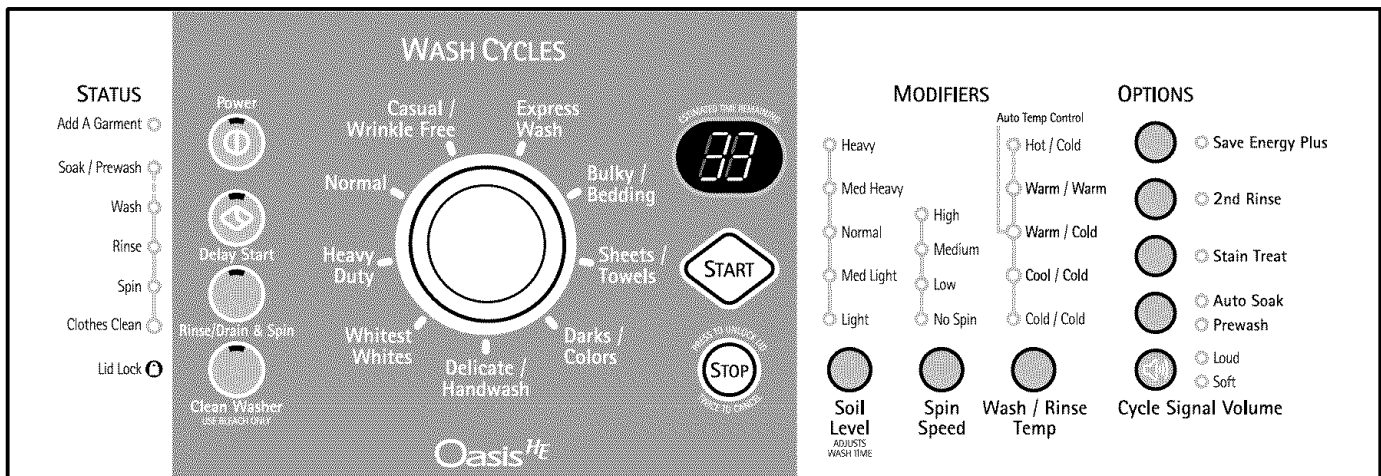 WASH CYCLES
STATUS
Add A Garment
Soak / Prewash
Wash
Rinse
Spin
Clothes Clean
Lid Lock
Power
Delay Start
Rinse/Drain & Spin
Clean Washer
USE BLEACH ONLY
Casual /
Wrinkle Free
Express
Wash
Normal
Bulky /
Bedding
Heavy
Duty
Sheets /
Towels
Whitest
Whites
Delicate /
Handwash
Darks /
Colors
ESTIMATED TIME REMAINING
33
START
PRESS TO UNLOCK LID
STOP
TWICE TO CANCEL
Oasis HE
MODIFIERS
Heavy
Med Heavy
Normal
Med Light
Light
Soil
Level
ADJUSTS
WASH TIME
High
Medium
Low
No Spin
Spin
Speed
Auto Temp Control
Hot / Cold
Warm / Warm
Warm / Cold
Cool / Cold
Cold / Cold
Wash / Rinse
Temp
OPTIONS
Save Energy Plus
2nd Rinse
Stain Treat
Auto Soak
Prewash
Loud
Soft
Cycle Signal Volume